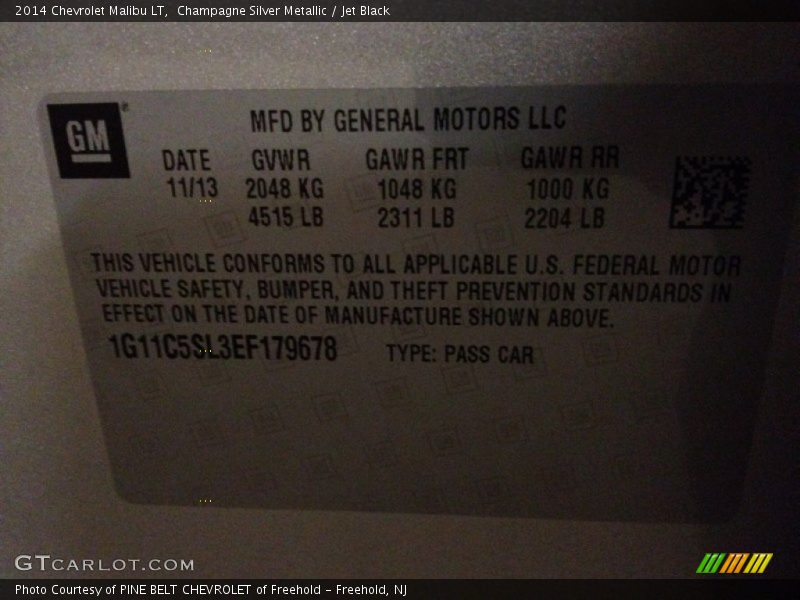 2014 Chevrolet Malibu LT,  Champagne Silver Metallic / Jet Black
GM®
MFD BY GENERAL MOTORS LLC
DATE GVWR GAWR FRT GAWR RR
11/13 2048 KG 1048 KG 1000 KG
4515 LB 2311 LB 2204 LB
THIS VEHICLE CONFORMS TO ALL APPLICABLE U.S. FEDERAL MOTOR
VEHICLE SAFETY, BUMPER, AND THEFT PREVENTION STANDARDS IN
EFFECT ON THE DATE OF MANUFACTURE SHOWN ABOVE.
1G11C5SL3EF179678 TYPE: PASS CAR
GTCARLOT.COM
Photo Courtesy of PINE BELT CHEVROLET of Freehold - Freehold, NJ